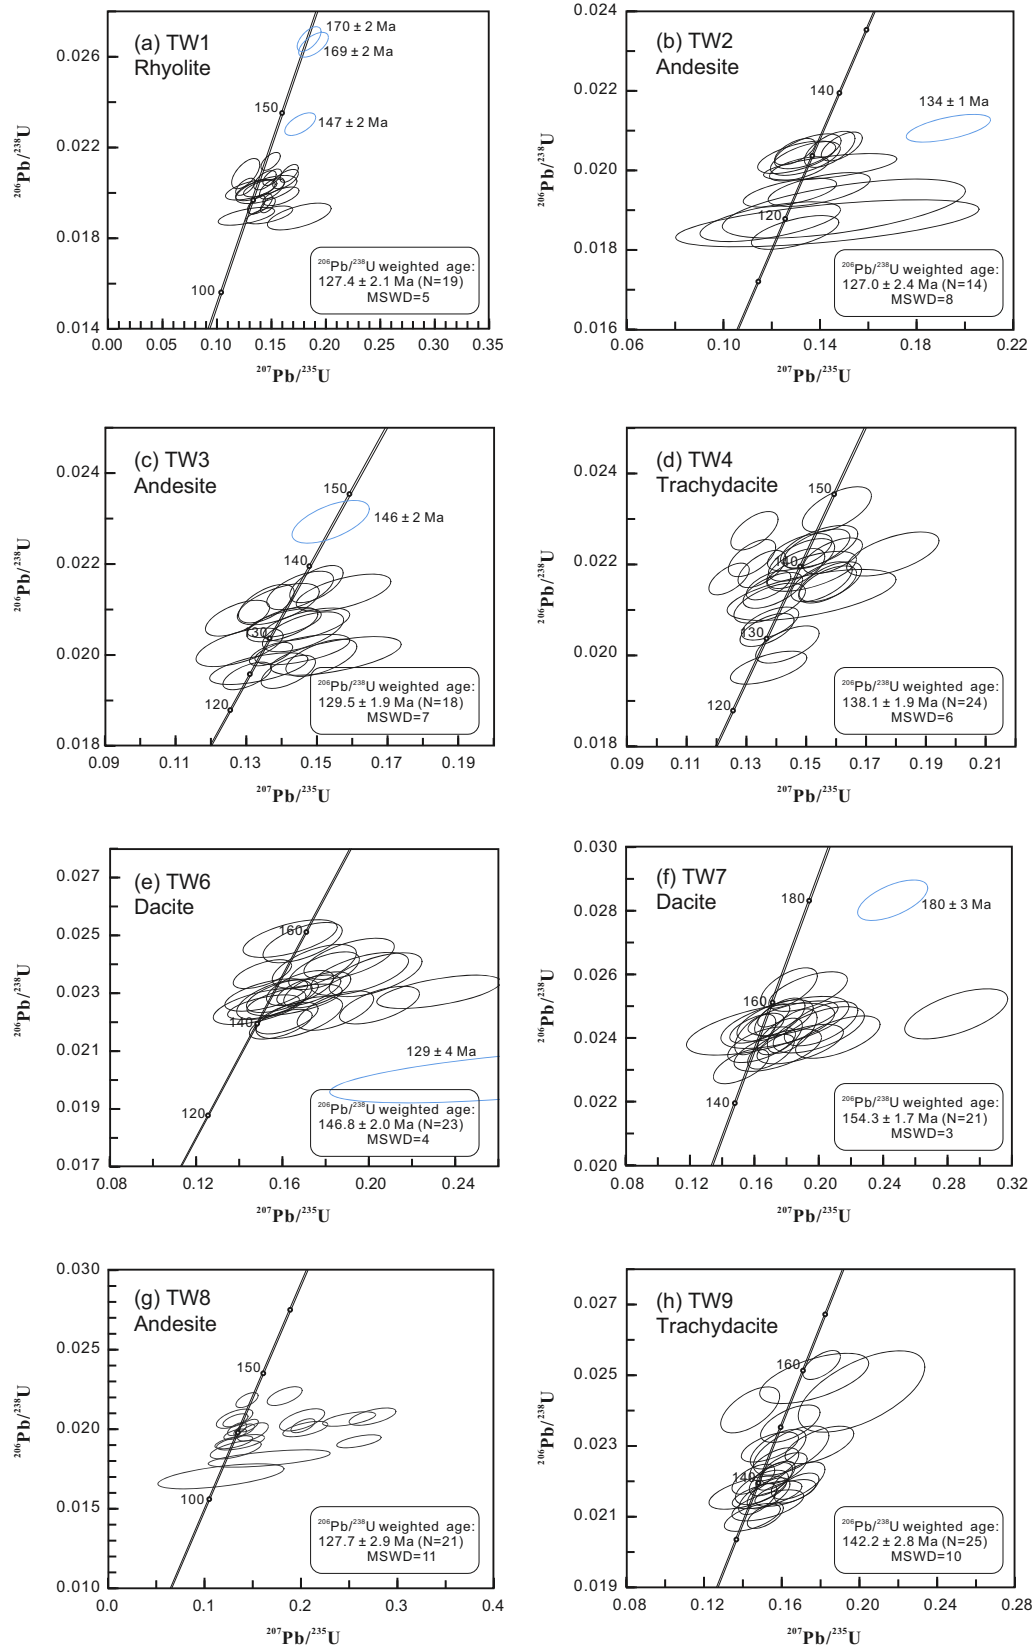 (a) TW1
Rhyolite
170 ± 2 Ma
169 ± 2 Ma
147 ± 2 Ma
150
100
0.026
0.022
0.018
0.014
0.00 0.05 0.10 0.15 0.20 0.25 0.30 0.35
206Pb/238U
207Pb/235U
206Pb/238U weighted age:
127.4 ± 2.1 Ma (N=19)
MSWD=5
(b) TW2
Andesite
134 ± 1 Ma
140
120
0.024
0.022
0.020
0.018
0.016
0.06 0.10 0.14 0.18 0.22
206Pb/238U
207Pb/235U
206Pb/238U weighted age:
127.0 ± 2.4 Ma (N=14)
MSWD=8
(c) TW3
Andesite
146 ± 2 Ma
150
140
130
120
0.024
0.022
0.020
0.018
0.09 0.11 0.13 0.15 0.17 0.19
206Pb/238U
207Pb/235U
206Pb/238U weighted age:
129.5 ± 1.9 Ma (N=18)
MSWD=7
(d) TW4
Trachydacite
150
140
130
120
0.024
0.022
0.020
0.018
0.09 0.11 0.13 0.15 0.17 0.19 0.21
206Pb/238U
207Pb/235U
206Pb/238U weighted age:
138.1 ± 1.9 Ma (N=24)
MSWD=6
(e) TW6
Dacite
160
140
120
129 ± 4 Ma
0.027
0.025
0.023
0.021
0.019
0.017
0.08 0.12 0.16 0.20 0.24
206Pb/238U
207Pb/235U
206Pb/238U weighted age:
146.8 ± 2.0 Ma (N=23)
MSWD=4
(f) TW7
Dacite
180
180 ± 3 Ma
160
140
0.030
0.028
0.026
0.024
0.022
0.020
0.08 0.12 0.16 0.20 0.24 0.28 0.32
206Pb/238U
207Pb/235U
206Pb/238U weighted age:
154.3 ± 1.7 Ma (N=21)
MSWD=3
(g) TW8
Andesite
150
100
0.030
0.025
0.020
0.015
0.010
0.0 0.1 0.2 0.3 0.4
206Pb/238U
207Pb/235U
206Pb/238U weighted age:
127.7 ± 2.9 Ma (N=21)
MSWD=11
(h) TW9
Trachydacite
160
140
0.027
0.025
0.023
0.021
0.019
0.08 0.12 0.16 0.20 0.24 0.28
206Pb/238U
207Pb/235U
206Pb/238U weighted age:
142.2 ± 2.8 Ma (N=25)
MSWD=10